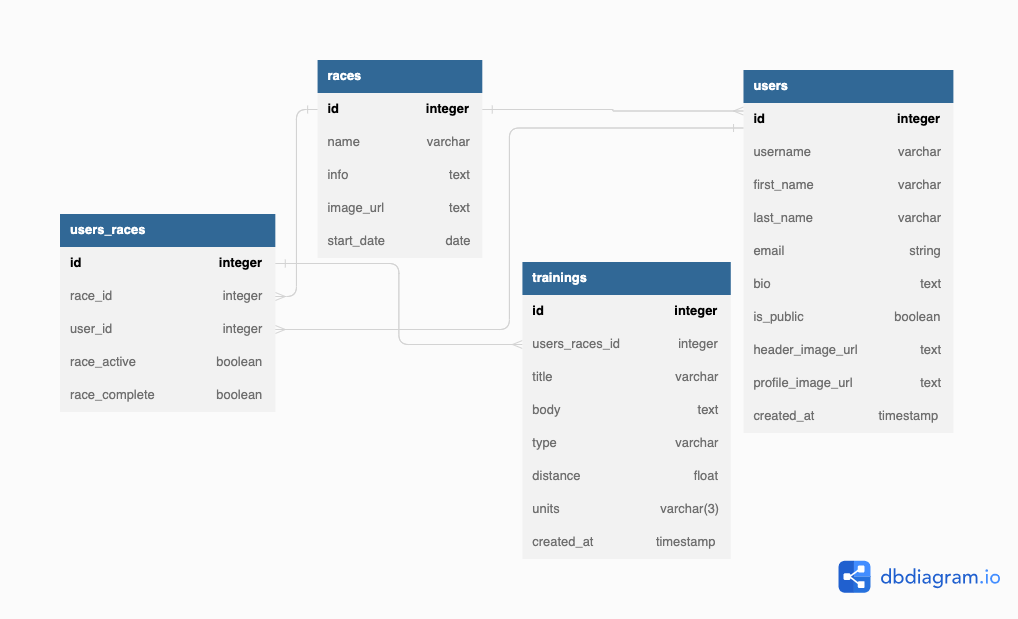 races
id integer
name varchar
info text
image_url text
start_date date
users
id integer
username varchar
first_name varchar
last_name varchar
email string
bio text
is_public boolean
header_image_url text
profile_image_url text
created_at timestamp
users_races
id integer
race_id integer
user_id integer
race_active boolean
race_complete boolean
trainings
id integer
users_races_id integer
title varchar
body text
type varchar
distance float
units varchar(3)
created_at timestamp
dbdiagram.io